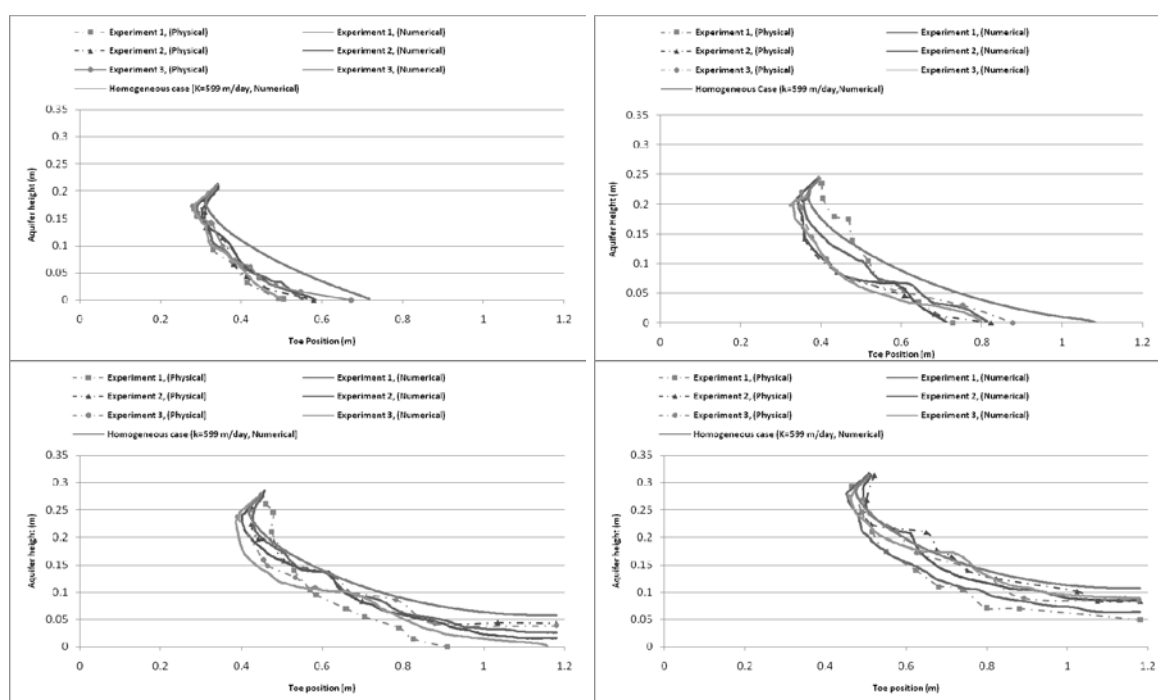 Experiment 1, (Physical)
Experiment 1, (Numerical)
Experiment 2, (Physical)
Experiment 2, (Numerical)
Experiment 3, (Physical)
Experiment 3, (Numerical)
Homogeneous case (K=599 m/day, Numerical)
0.35
0.3
0.25
0.2
0.15
0.1
0.05
0
Aquifer height (m)
0 0.2 0.4 0.6 0.8 1 1.2
Toe Position (m)
Experiment 1, (Physical)
Experiment 1, (Numerical)
Experiment 2, (Physical)
Experiment 2, (Numerical)
Experiment 3, (Physical)
Experiment 3, (Numerical)
Homogeneous Case (k=599 m/day, Numerical)
0.35
0.3
0.25
0.2
0.15
0.1
0.05
0
Aquifer Height (m)
0 0.2 0.4 0.6 0.8 1 1.2
Toe Position (m)
Experiment 1, (Physical)
Experiment 1, (Numerical)
Experiment 2, (Physical)
Experiment 2, (Numerical)
Experiment 3, (Physical)
Experiment 3, (Numerical)
Homogeneous case (k=599 m/day, Numerical)
0.35
0.3
0.25
0.2
0.15
0.1
0.05
0
Aquifer height (m)
0 0.2 0.4 0.6 0.8 1 1.2
Toe position (m)
Experiment 1, (Physical)
Experiment 1, (Numerical)
Experiment 2, (Physical)
Experiment 2, (Numerical)
Experiment 3, (Physical)
Experiment 3, (Numerical)
Homogeneous case (K=599 m/day, Numerical)
0.35
0.3
0.25
0.2
0.15
0.1
0.05
0
Aquifer height (m)
0 0.2 0.4 0.6 0.8 1 1.2
Toe position (m)